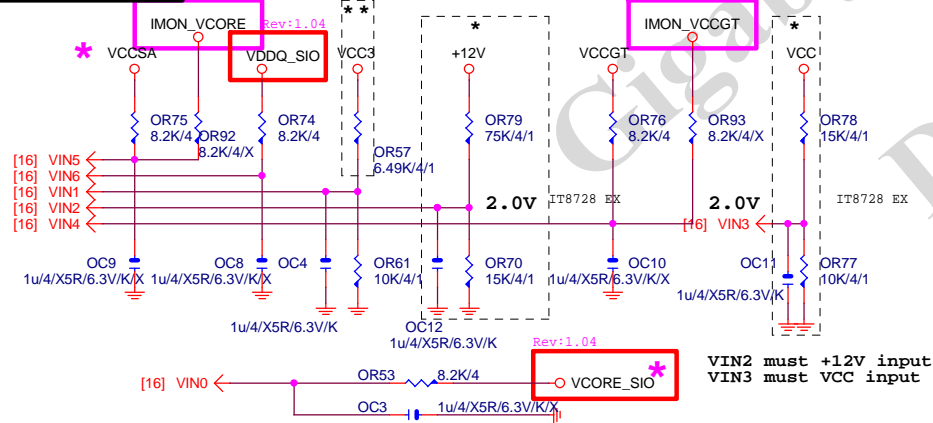 IMON_VCORE Rev:1.04 ** * IMON_VCCGT *
* VCCSA VDDQ_SIO VCC3 +12V VCCGT VCC
OR75 OR74 OR79 OR76 OR93 OR78
8.2K/4 OR92 8.2K/4 75K/4/1 8.2K/4 8.2K/4/X 15K/4/1
8.2K/4/X OR57
6.49K/4/1
[16] VIN5
[16] VIN6
[16] VIN1
[16] VIN2 2.0V IT8728 EX 2.0V IT8728 EX
[16] VIN4 [16] VIN3
OC9 OC8 OC4 OR61 OR70 OC10 OC11 OR77
1u/4/X5R/6.3V/K/X 1u/4/X5R/6.3V/K/X 10K/4/1 15K/4/1 1u/4/X5R/6.3V/K/X 10K/4/1
1u/4/X5R/6.3V/K
1u/4/X5R/6.3V/K OC12
1u/4/X5R/6.3V/K
Rev:1.04
VIN2 must +12V input
VIN3 must VCC input
[16] VIN0 OR53 8.2K/4 VCORE_SIO *
OC3 1u/4/X5R/6.3V/K/X